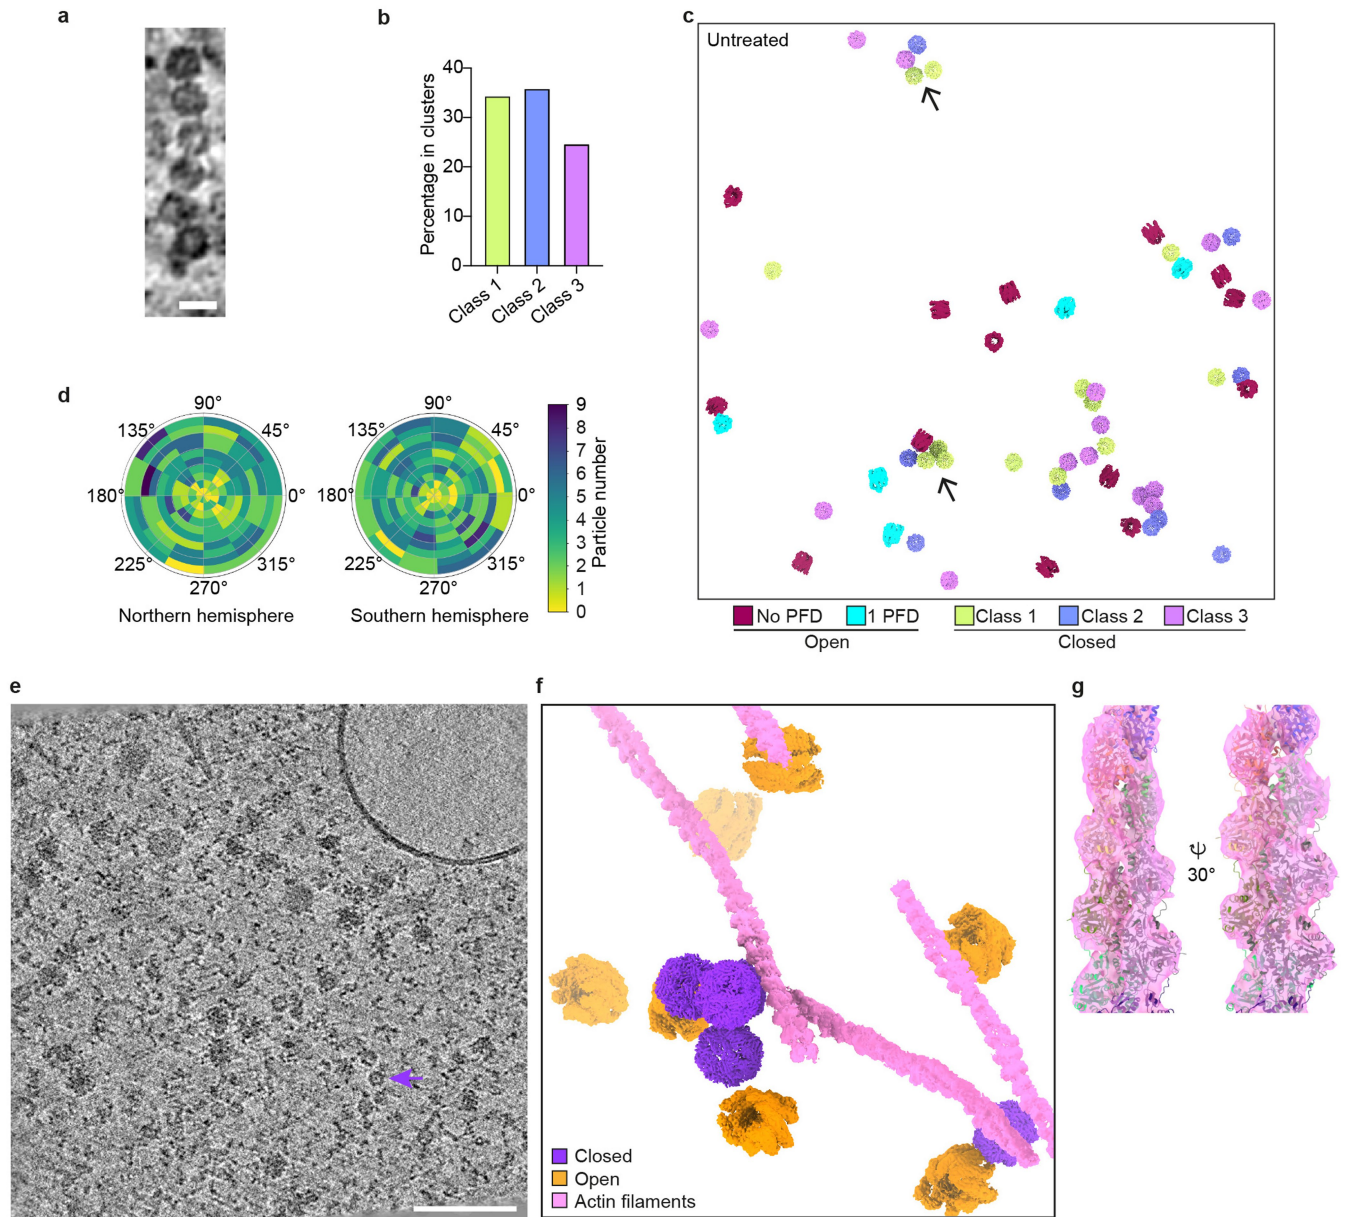 a
b
Percentage in clusters
40
30
20
10
0
Class 1
Class 2
Class 3
c
Untreated
No PFD
1 PFD
Class 1
Class 2
Class 3
Open
Closed
d
90°
135°
45°
180°
0°
225°
315°
270°
Northern hemisphere
90°
135°
45°
180°
0°
225°
315°
270°
Southern hemisphere
9
8
7
6
5
4
3
2
1
0
Particle number
e
f
Closed
Open
Actin filaments
g
30°